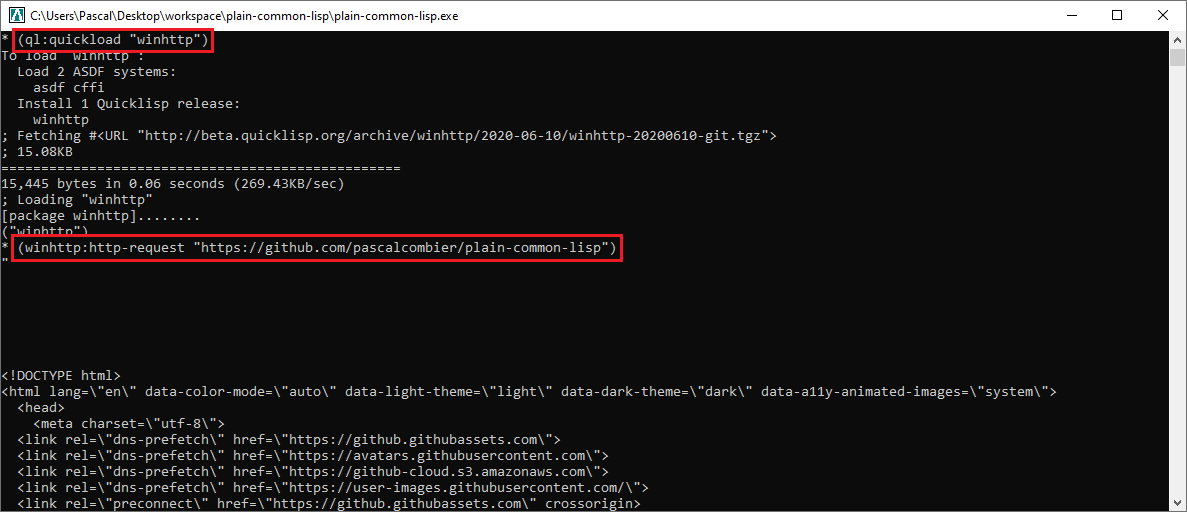 C:\Users\Pascal\Desktop\workspace\plain-common-lisp\plain-common-lisp.exe
* (ql:quickload "winhttp")
To load "winhttp":
  Load 2 ASDF systems:
    asdf cffi
  Install 1 Quicklisp release:
    winhttp
; Fetching #<URL "http://beta.quicklisp.org/archive/winhttp/2020-06-10/winhttp-20200610-git.tgz">
; 15.08KB
==================================================
15,445 bytes in 0.06 seconds (269.43KB/sec)
; Loading "winhttp"
[package winhttp]........
("winhttp")
* (winhttp:http-request "https://github.com/pascalcombier/plain-common-lisp")
"
<!DOCTYPE html>
<html lang=\"en\" data-color-mode=\"auto\" data-light-theme=\"light\" data-dark-theme=\"dark\" data-a11y-animated-images=\"system\">
  <head>
    <meta charset=\"utf-8\">
  <link rel=\"dns-prefetch\" href=\"https://github.githubassets.com\">
  <link rel=\"dns-prefetch\" href=\"https://avatars.githubusercontent.com\">
  <link rel=\"dns-prefetch\" href=\"https://github-cloud.s3.amazonaws.com\">
  <link rel=\"dns-prefetch\" href=\"https://user-images.githubusercontent.com/\">
  <link rel=\"preconnect\" href=\"https://github.githubassets.com\" crossorigin>